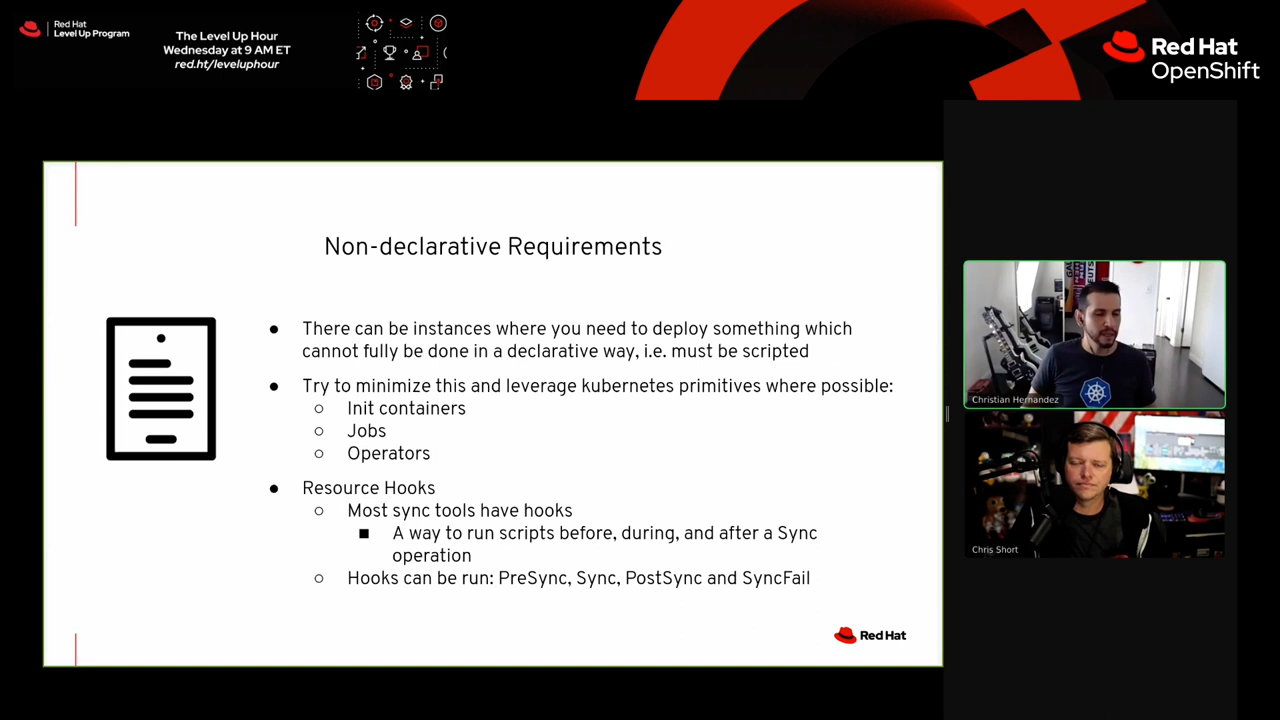 Red Hat
Level Up Program
The Level Up Hour
Wednesday at 9 AM ET
red.ht/leveluphour
Red Hat
OpenShift
Non-declarative Requirements
● There can be instances where you need to deploy something which
cannot fully be done in a declarative way, i.e. must be scripted
● Try to minimize this and leverage kubernetes primitives where possible:
○ Init containers
○ Jobs
○ Operators
● Resource Hooks
○ Most sync tools have hooks
■ A way to run scripts before, during, and after a Sync
operation
○ Hooks can be run: PreSync, Sync, PostSync and SyncFail
Red Hat
Christian Hernandez
Chris Short